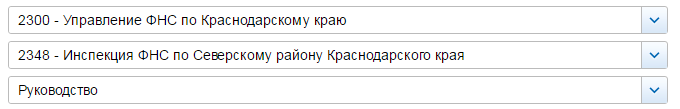 2300 - Управление ФНС по Краснодарскому краю
2348 - Инспекция ФНС по Северскому району Краснодарского края
Руководство